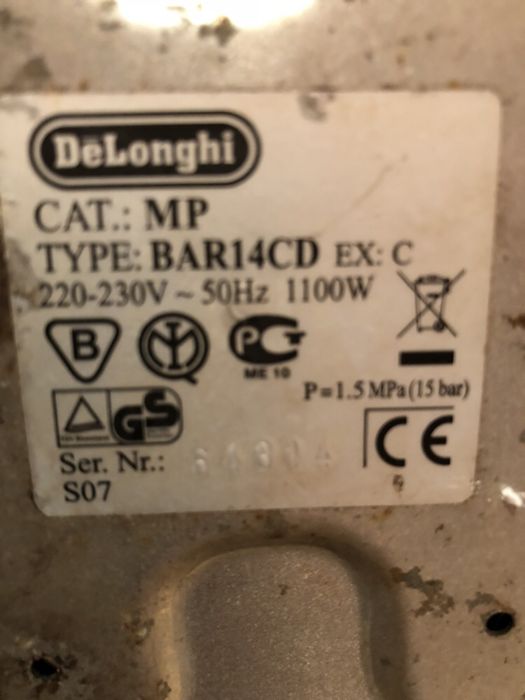 DeLonghi
CAT.: MP
TYPE: BAR14CD EX: C
220-230V ~ 50Hz 1100W
B
PC
ME 10
P=1.5 MPa (15 bar)
GS
CE
Ser. Nr.:
S07